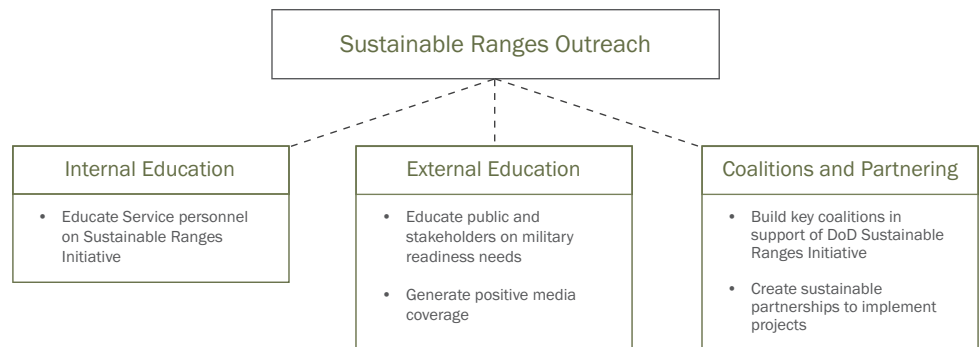 Sustainable Ranges Outreach
Internal Education
• Educate Service personnel
on Sustainable Ranges
Initiative
External Education
• Educate public and
stakeholders on military
readiness needs
• Generate positive media
coverage
Coalitions and Partnering
• Build key coalitions in
support of DoD Sustainable
Ranges Initiative
• Create sustainable
partnerships to implement
projects